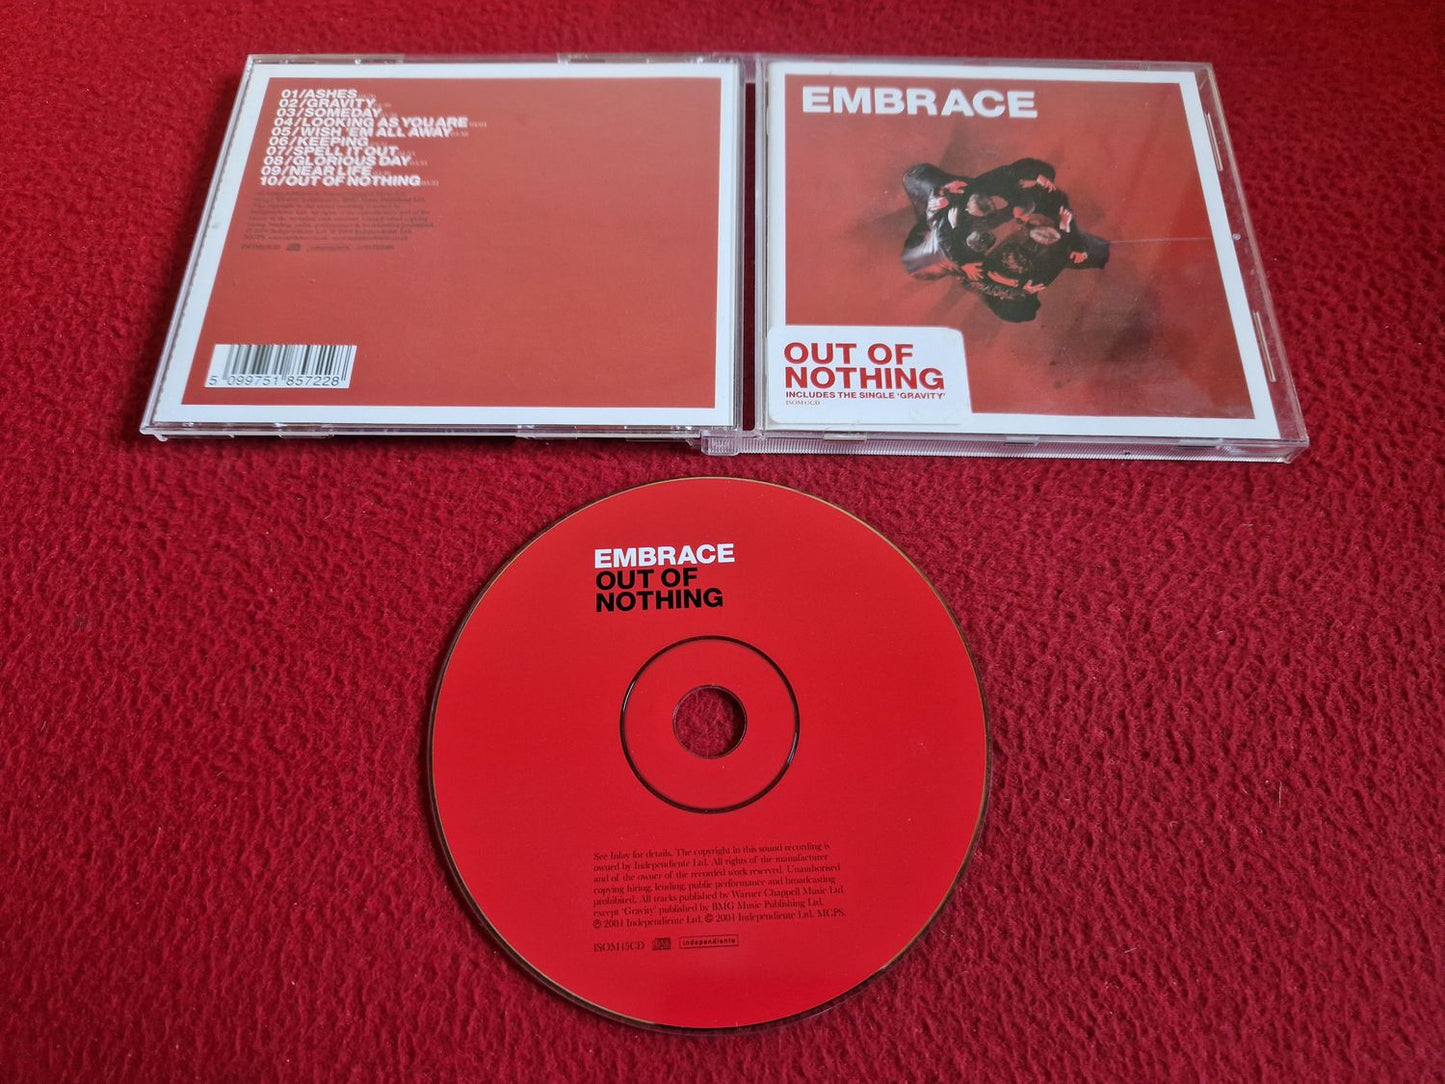 01/ASHES
02/GRAVITY
03/SOMEDAY
04/LOOKING AS YOU ARE
05/WISH 'EM ALL AWAY
06/KEEPING
07/SPELL IT OUT
08/GLORIOUS DAY
09/NEAR LIFE
10/OUT OF NOTHING
5 099751 857228
EMBRACE
OUT OF
NOTHING
INCLUDES THE SINGLE 'GRAVITY'
ISOM45CD
EMBRACE
OUT OF
NOTHING
See Inlay for details. The copyright in this sound recording is
owned by Independiente Ltd. All rights of the manufacturer
and of the owner of the recorded work reserved. Unauthorised
copying hiring, lending, public performance and broadcasting
prohibited. All tracks published by Warner Chappell Music Ltd
except 'Gravity' published by BMG Music Publishing Ltd.
℗ 2004 Independiente Ltd. © 2004 Independiente Ltd. MCPS.
ISOM45CD
independiente